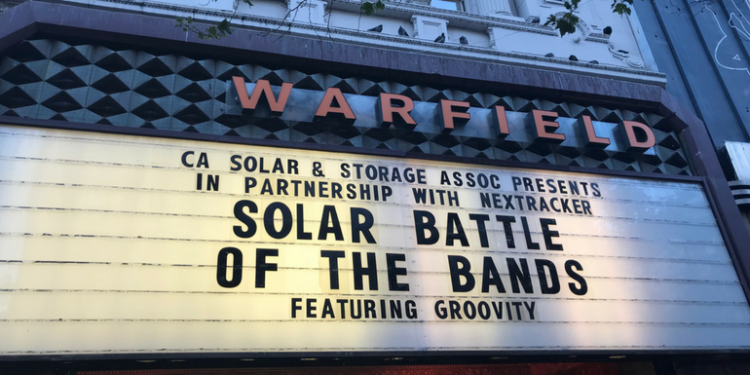 WARFIELD
CA SOLAR & STORAGE ASSOC PRESENTS
IN PARTNERSHIP WITH NEXTRACKER
SOLAR BATTLE
OF THE BANDS
FEATURING GROOVITY